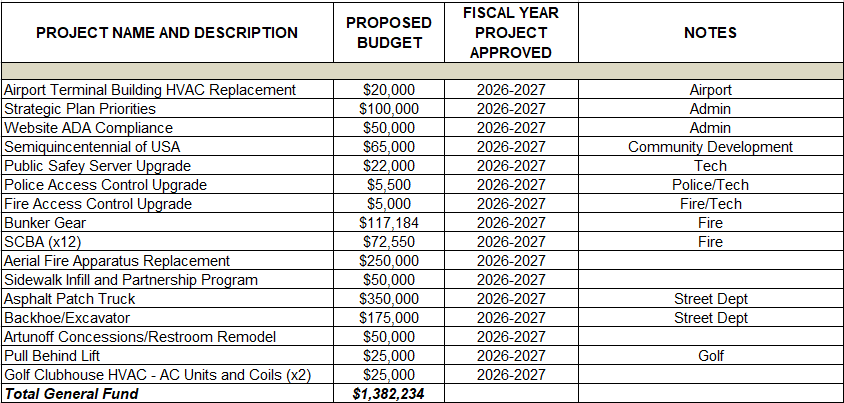 PROJECT NAME AND DESCRIPTION PROPOSED BUDGET FISCAL YEAR PROJECT APPROVED NOTES
Airport Terminal Building HVAC Replacement $20,000 2026-2027 Airport
Strategic Plan Priorities $100,000 2026-2027 Admin
Website ADA Compliance $50,000 2026-2027 Admin
Semiquincentennial of USA $65,000 2026-2027 Community Development
Public Safey Server Upgrade $22,000 2026-2027 Tech
Police Access Control Upgrade $5,500 2026-2027 Police/Tech
Fire Access Control Upgrade $5,000 2026-2027 Fire/Tech
Bunker Gear $117,184 2026-2027 Fire
SCBA (x12) $72,550 2026-2027 Fire
Aerial Fire Apparatus Replacement $250,000 2026-2027
Sidewalk Infill and Partnership Program $50,000 2026-2027
Asphalt Patch Truck $350,000 2026-2027 Street Dept
Backhoe/Excavator $175,000 2026-2027 Street Dept
Artunoff Concessions/Restroom Remodel $50,000 2026-2027
Pull Behind Lift $25,000 2026-2027 Golf
Golf Clubhouse HVAC - AC Units and Coils (x2) $25,000 2026-2027
Total General Fund $1,382,234